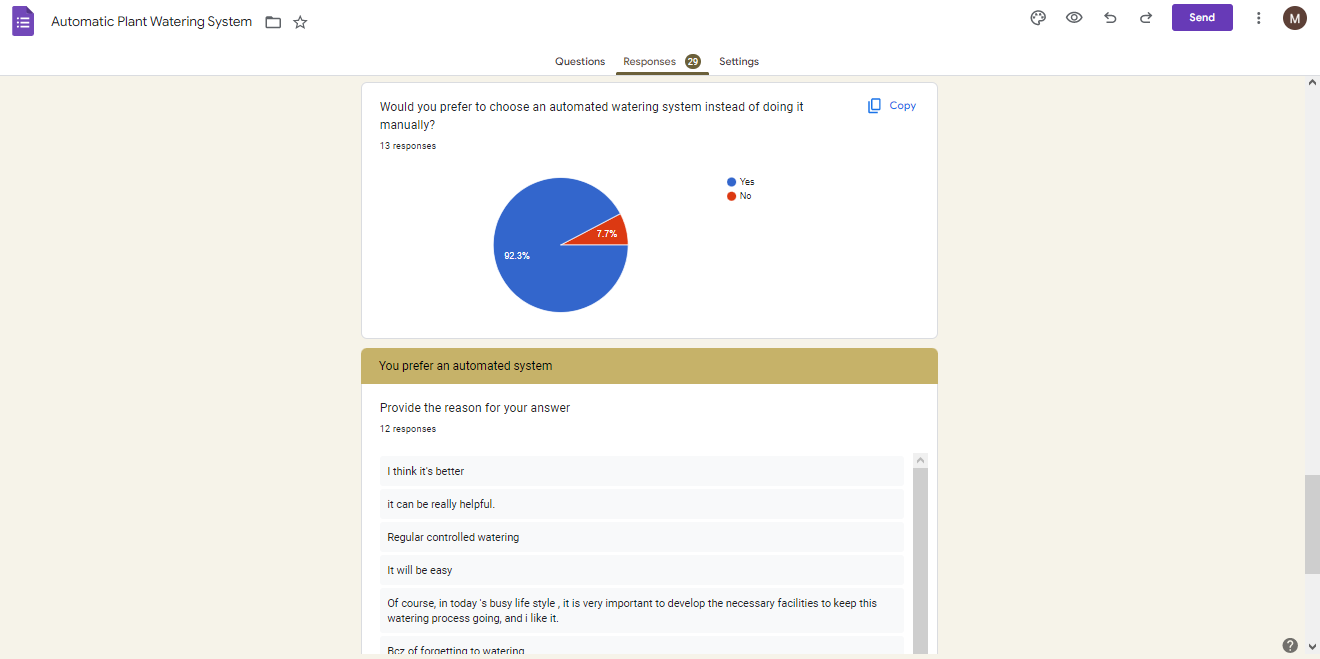 Automatic Plant Watering System
Send
M
Questions
Responses 29
Settings
Would you prefer to choose an automated watering system instead of doing it
manually?
Copy
13 responses
Yes
No
7.7%
92.3%
You prefer an automated system
Provide the reason for your answer
12 responses
I think it's better
it can be really helpful.
Regular controlled watering
It will be easy
Of course, in today 's busy life style , it is very important to develop the necessary facilities to keep this
watering process going, and i like it.
Bcz of forgetting to watering
?